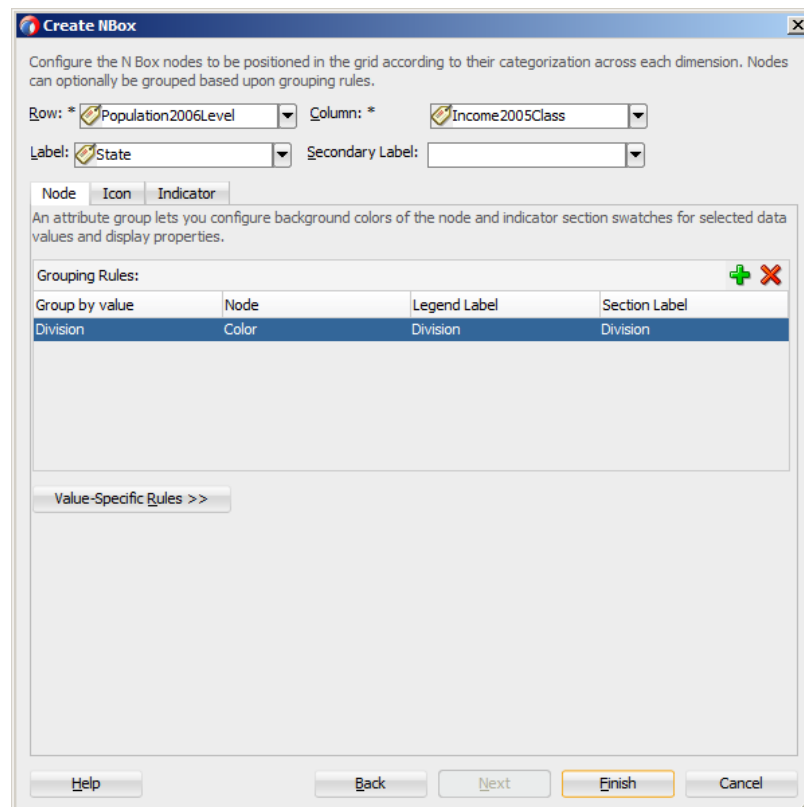 Create NBox
Configure the N Box nodes to be positioned in the grid according to their categorization across each dimension. Nodes
can optionally be grouped based upon grouping rules.
Row: * Population2006Level Column: * Income2005Class
Label: State Secondary Label:
Node Icon Indicator
An attribute group lets you configure background colors of the node and indicator section swatches for selected data
values and display properties.
Grouping Rules:
Group by value Node Legend Label Section Label
Division Color Division Division
Value-Specific Rules >>
Help Back Next Finish Cancel